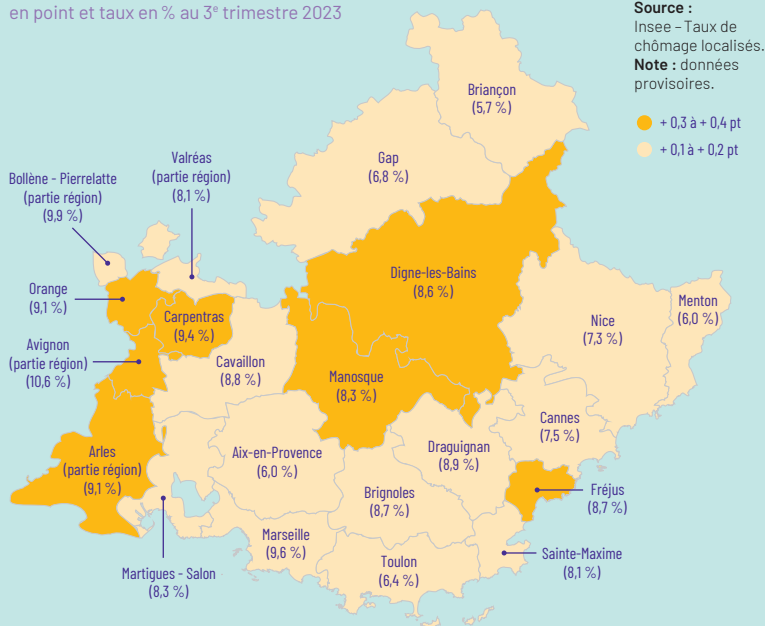 en point et taux en % au 3ᵉ trimestre 2023
Source :
Insee – Taux de
chômage localisés.
Note : données
provisoires.
+ 0,3 à + 0,4 pt
+ 0,1 à + 0,2 pt
Briançon
(5,7 %)
Gap
(6,8 %)
Valréas
(partie région)
(8,1 %)
Bollène - Pierrelatte
(partie région)
(9,9 %)
Orange
(9,1 %)
Carpentras
(9,4 %)
Avignon
(partie région)
(10,6 %)
Cavaillon
(8,8 %)
Digne-les-Bains
(8,6 %)
Manosque
(8,3 %)
Nice
(7,3 %)
Menton
(6,0 %)
Cannes
(7,5 %)
Arles
(partie région)
(9,1 %)
Aix-en-Provence
(6,0 %)
Draguignan
(8,9 %)
Brignoles
(8,7 %)
Fréjus
(8,7 %)
Marseille
(9,6 %)
Toulon
(6,4 %)
Sainte-Maxime
(8,1 %)
Martigues - Salon
(8,3 %)